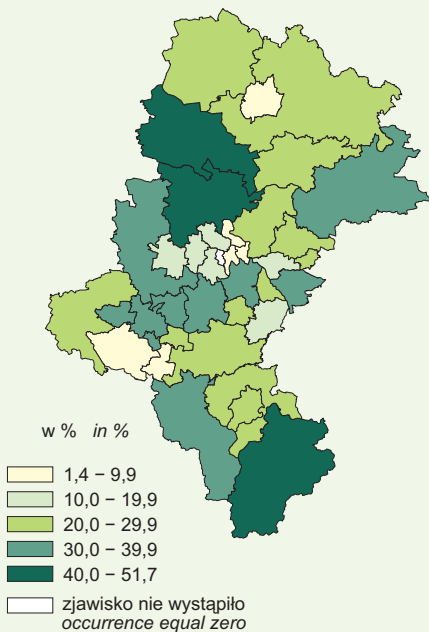 w % in %
1,4 – 9,9
10,0 – 19,9
20,0 – 29,9
30,0 – 39,9
40,0 – 51,7
zjawisko nie wystąpiło
occurrence equal zero